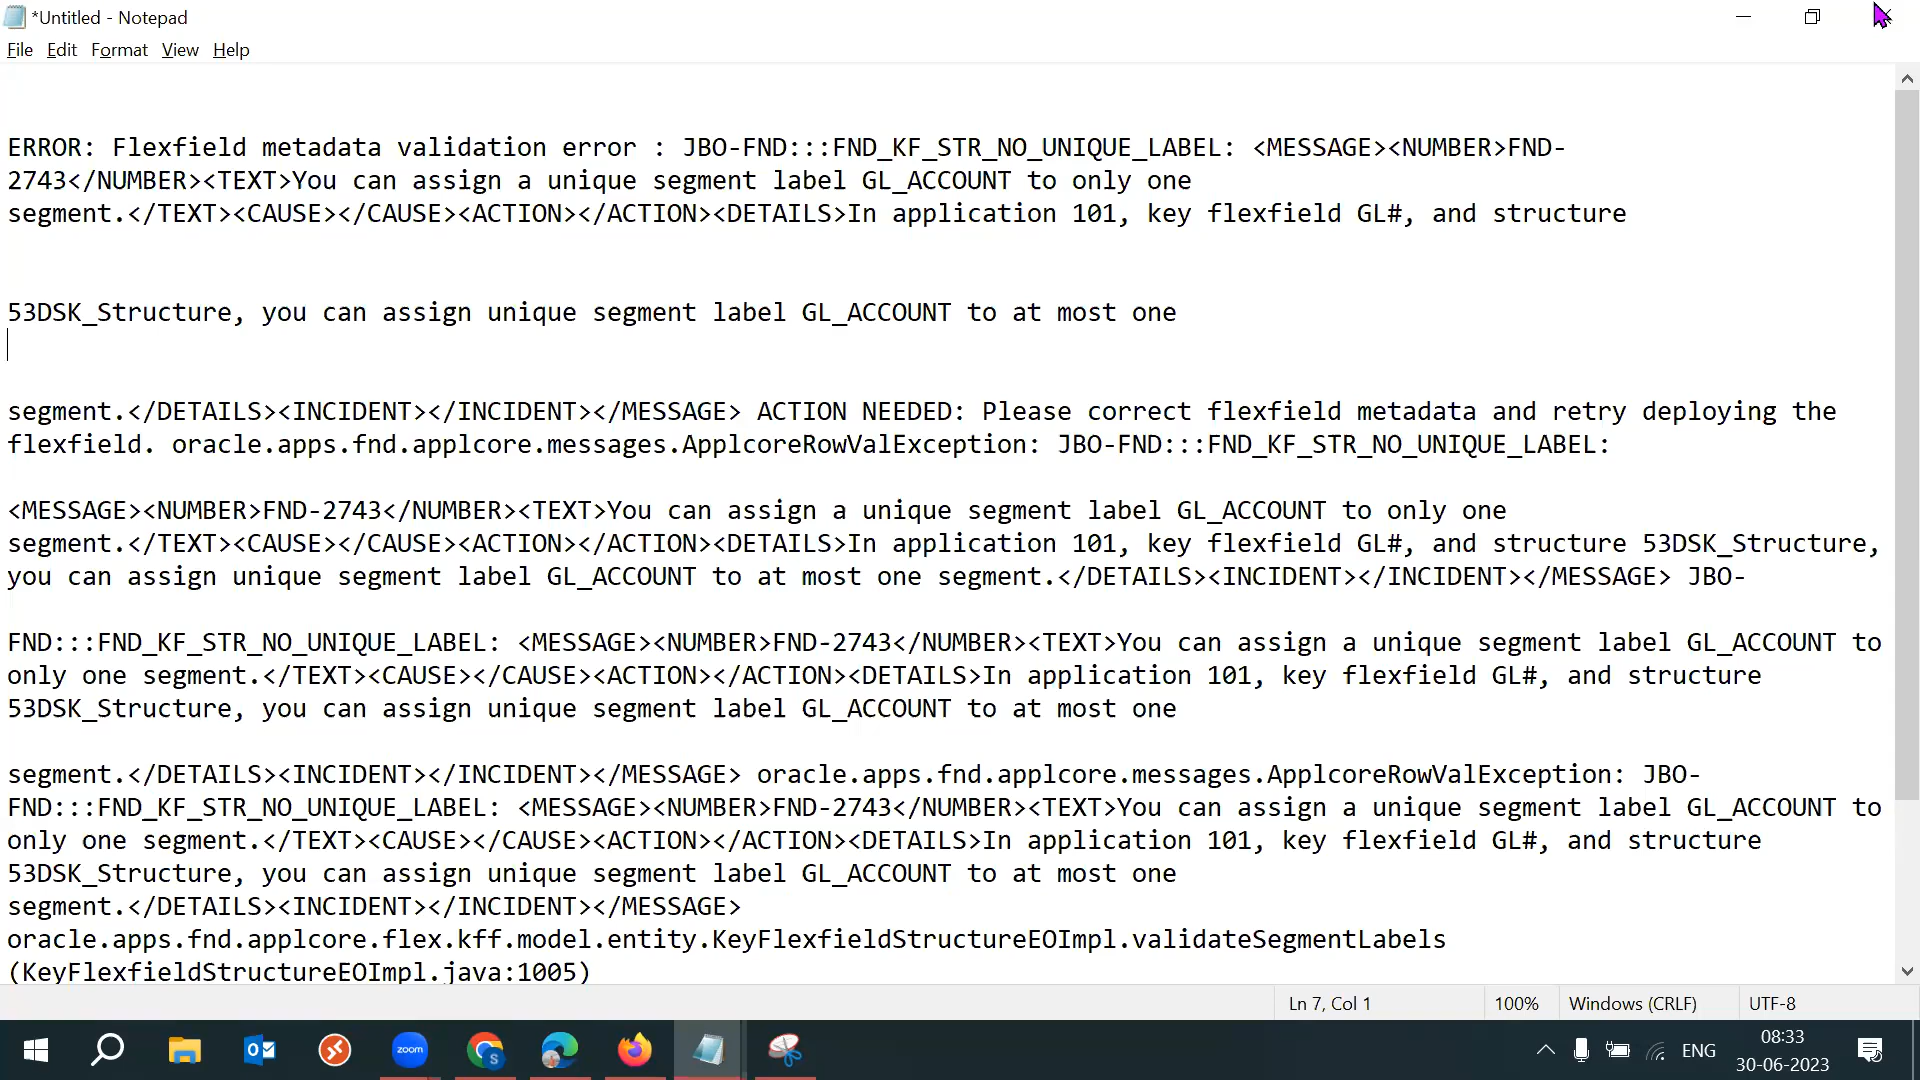 *Untitled - Notepad
File Edit Format View Help
ERROR: Flexfield metadata validation error : JBO-FND:::FND_KF_STR_NO_UNIQUE_LABEL: <MESSAGE><NUMBER>FND-
2743</NUMBER><TEXT>You can assign a unique segment label GL_ACCOUNT to only one
segment.</TEXT><CAUSE></CAUSE><ACTION></ACTION><DETAILS>In application 101, key flexfield GL#, and structure
53DSK_Structure, you can assign unique segment label GL_ACCOUNT to at most one
segment.</DETAILS><INCIDENT></INCIDENT></MESSAGE> ACTION NEEDED: Please correct flexfield metadata and retry deploying the
flexfield. oracle.apps.fnd.applcore.messages.ApplcoreRowValException: JBO-FND:::FND_KF_STR_NO_UNIQUE_LABEL:
<MESSAGE><NUMBER>FND-2743</NUMBER><TEXT>You can assign a unique segment label GL_ACCOUNT to only one
segment.</TEXT><CAUSE></CAUSE><ACTION></ACTION><DETAILS>In application 101, key flexfield GL#, and structure 53DSK_Structure,
you can assign unique segment label GL_ACCOUNT to at most one segment.</DETAILS><INCIDENT></INCIDENT></MESSAGE> JBO-
FND:::FND_KF_STR_NO_UNIQUE_LABEL: <MESSAGE><NUMBER>FND-2743</NUMBER><TEXT>You can assign a unique segment label GL_ACCOUNT to
only one segment.</TEXT><CAUSE></CAUSE><ACTION></ACTION><DETAILS>In application 101, key flexfield GL#, and structure
53DSK_Structure, you can assign unique segment label GL_ACCOUNT to at most one
segment.</DETAILS><INCIDENT></INCIDENT></MESSAGE> oracle.apps.fnd.applcore.messages.ApplcoreRowValException: JBO-
FND:::FND_KF_STR_NO_UNIQUE_LABEL: <MESSAGE><NUMBER>FND-2743</NUMBER><TEXT>You can assign a unique segment label GL_ACCOUNT to
only one segment.</TEXT><CAUSE></CAUSE><ACTION></ACTION><DETAILS>In application 101, key flexfield GL#, and structure
53DSK_Structure, you can assign unique segment label GL_ACCOUNT to at most one
segment.</DETAILS><INCIDENT></INCIDENT></MESSAGE>
oracle.apps.fnd.applcore.flex.kff.model.entity.KeyFlexfieldStructureEOImpl.validateSegmentLabels
(KeyFlexfieldStructureEOImpl.java:1005)
Ln 7, Col 1 100% Windows (CRLF) UTF-8
zoom S ENG 08:33
30-06-2023